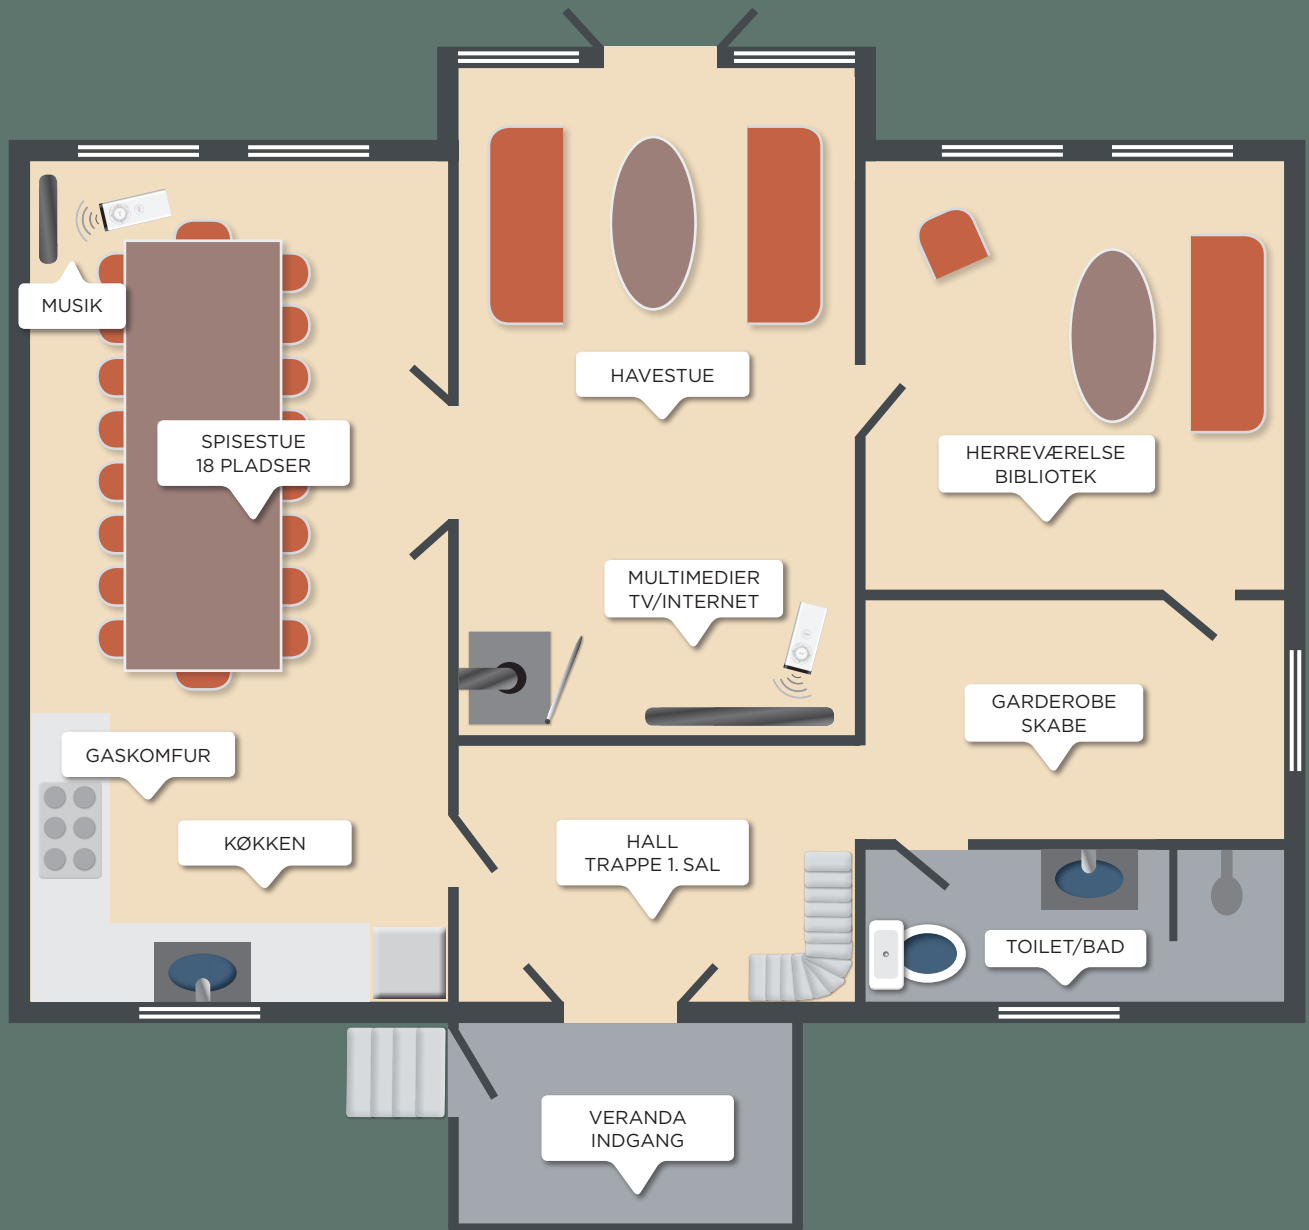 MUSIK
HAVESTUE
SPISESTUE
18 PLADSER
HERREVÆRELSE
BIBLIOTEK
MULTIMEDIER
TV/INTERNET
GARDEROBE
SKABE
GASKOMFUR
KØKKEN
HALL
TRAPPE 1. SAL
TOILET/BAD
VERANDA
INDGANG